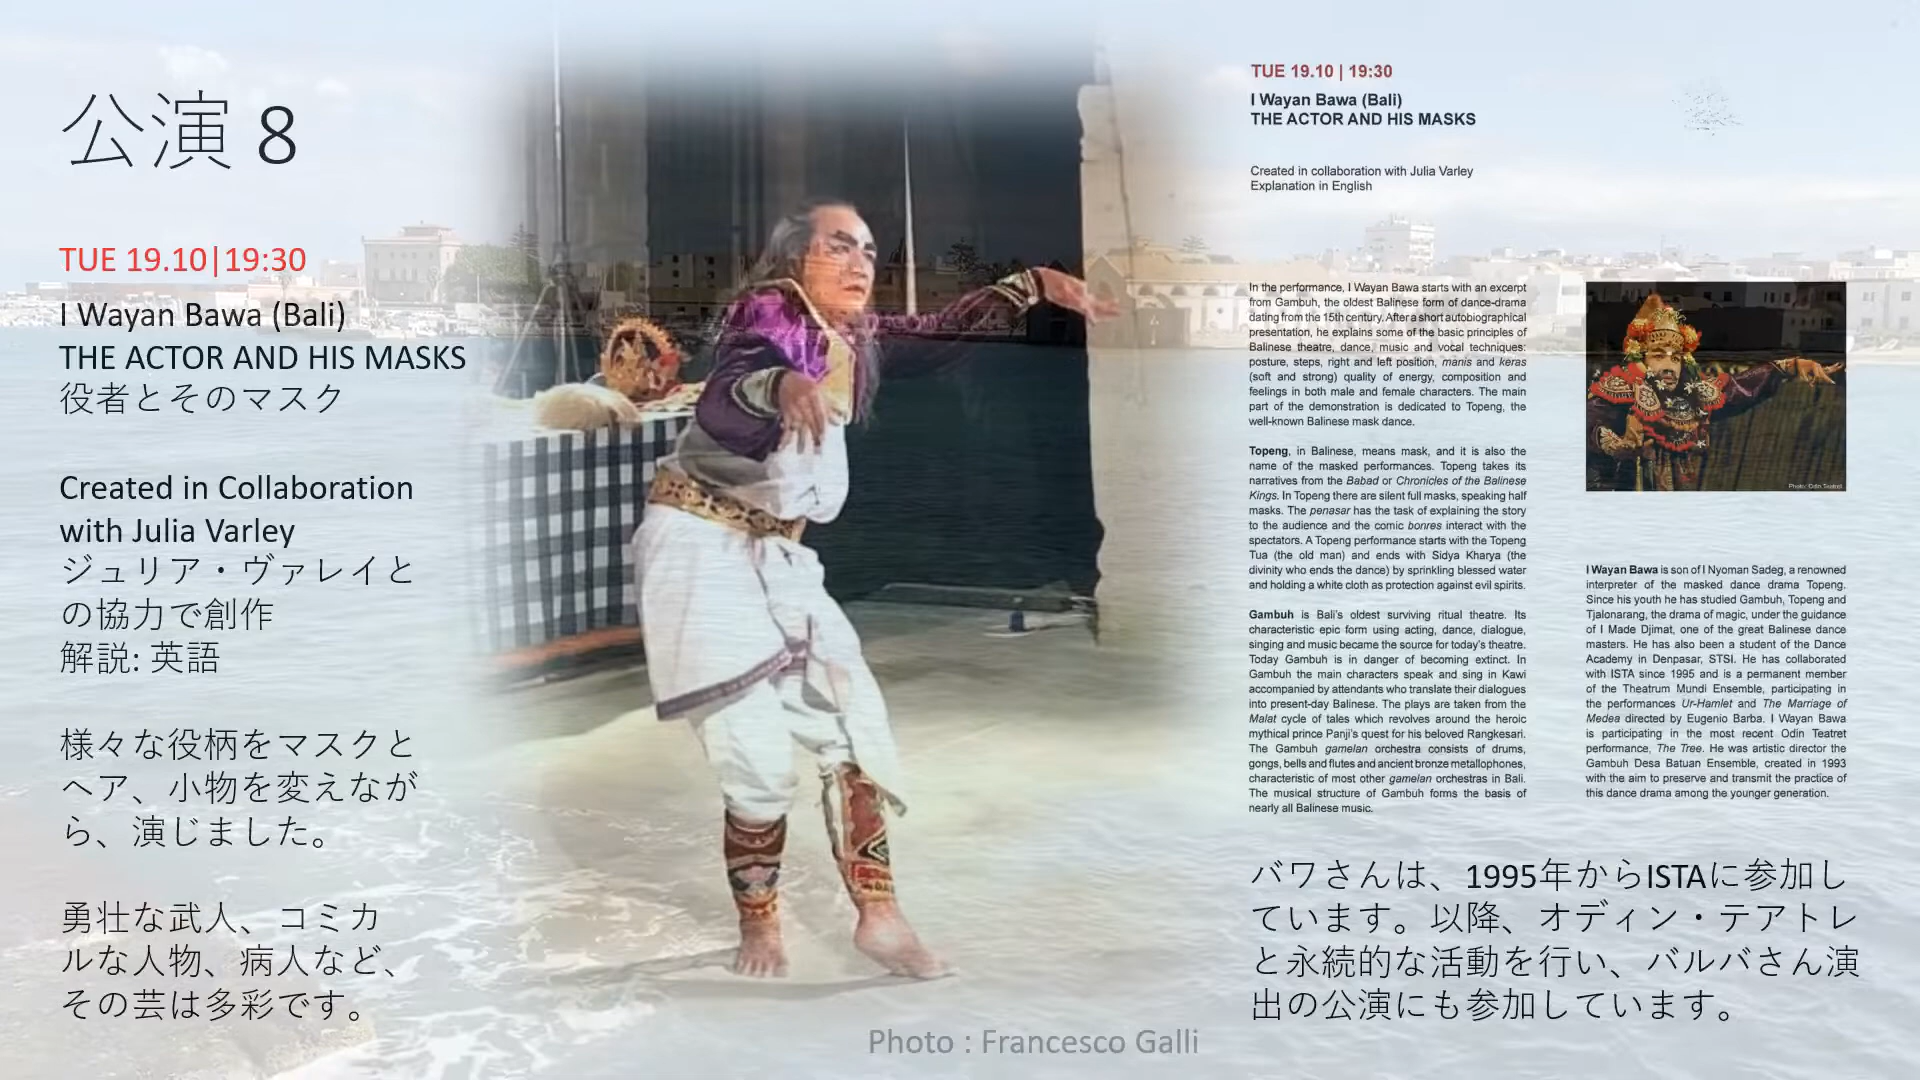 公演 8
TUE 19.10|19:30
I Wayan Bawa (Bali)
THE ACTOR AND HIS MASKS
役者とそのマスク
Created in Collaboration
with Julia Varley
ジュリア・ヴァレイと
の協力で創作
解説: 英語
様々な役柄をマスクと
ヘア、小物を変えなが
ら、演じました。
勇壮な武人、コミカ
ルな人物、病人など、
その芸は多彩です。
Photo : Francesco Galli
TUE 19.10 | 19:30
I Wayan Bawa (Bali)
THE ACTOR AND HIS MASKS
Created in collaboration with Julia Varley
Explanation in English
In the performance, I Wayan Bawa starts with an excerpt
from Gambuh, the oldest Balinese form of dance-drama
dating from the 15th century. After a short autobiographical
presentation, he explains some of the basic principles of
Balinese theatre, dance, music and vocal techniques:
posture, steps, right and left position, manis and keras
(soft and strong) quality of energy, composition and
feelings in both male and female characters. The main
part of the demonstration is dedicated to Topeng, the
well-known Balinese mask dance.
Topeng, in Balinese, means mask, and it is also the
name of the masked performances. Topeng takes its
narratives from the Babad or Chronicles of the Balinese
Kings. In Topeng there are silent full masks, speaking half
masks. The penasar has the task of explaining the story
to the audience and the comic bonres interact with the
spectators. A Topeng performance starts with the Topeng
Tua (the old man) and ends with Sidya Kharya (the
divinity who ends the dance) by sprinkling blessed water
and holding a white cloth as protection against evil spirits.
Gambuh is Bali's oldest surviving ritual theatre. Its
characteristic epic form using acting, dance, dialogue,
singing and music became the source for today's theatre.
Today Gambuh is in danger of becoming extinct. In
Gambuh the main characters speak and sing in Kawi
accompanied by attendants who translate their dialogues
into present-day Balinese. The plays are taken from the
Malat cycle of tales which revolves around the heroic
mythical prince Panji's quest for his beloved Rangkesari.
The Gambuh gamelan orchestra consists of drums,
gongs, bells and flutes and ancient bronze metallophones,
characteristic of most other gamelan orchestras in Bali.
The musical structure of Gambuh forms the basis of
nearly all Balinese music.
Photo: Odin Teatret
I Wayan Bawa is son of I Nyoman Sadeg, a renowned
interpreter of the masked dance drama Topeng.
Since his youth he has studied Gambuh, Topeng and
Tjalonarang, the drama of magic, under the guidance
of I Made Djimat, one of the great Balinese dance
masters. He has also been a student of the Dance
Academy in Denpasar, STSI. He has collaborated
with ISTA since 1995 and is a permanent member
of the Theatrum Mundi Ensemble, participating in
the performances Ur-Hamlet and The Marriage of
Medea directed by Eugenio Barba. I Wayan Bawa
is participating in the most recent Odin Teatret
performance, The Tree. He was artistic director the
Gambuh Desa Batuan Ensemble, created in 1993
with the aim to preserve and transmit the practice of
this dance drama among the younger generation.
バワさんは、1995年からISTAに参加し
ています。以降、オディン・テアトレ
と永続的な活動を行い、バルバさん演
出の公演にも参加しています。